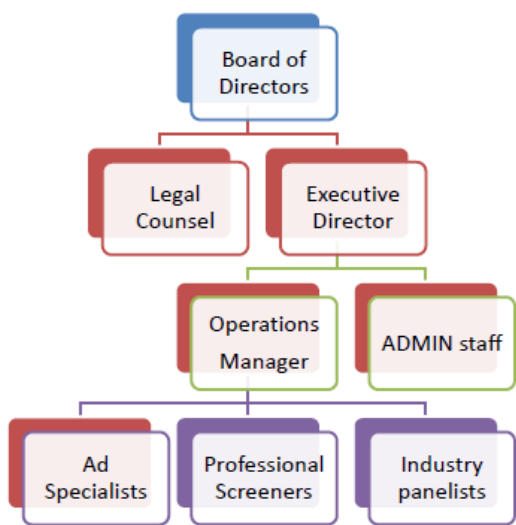 Board of
Directors
Legal
Counsel
Executive
Director
Operations
Manager
ADMIN staff
Ad
Specialists
Professional
Screeners
Industry
panelists